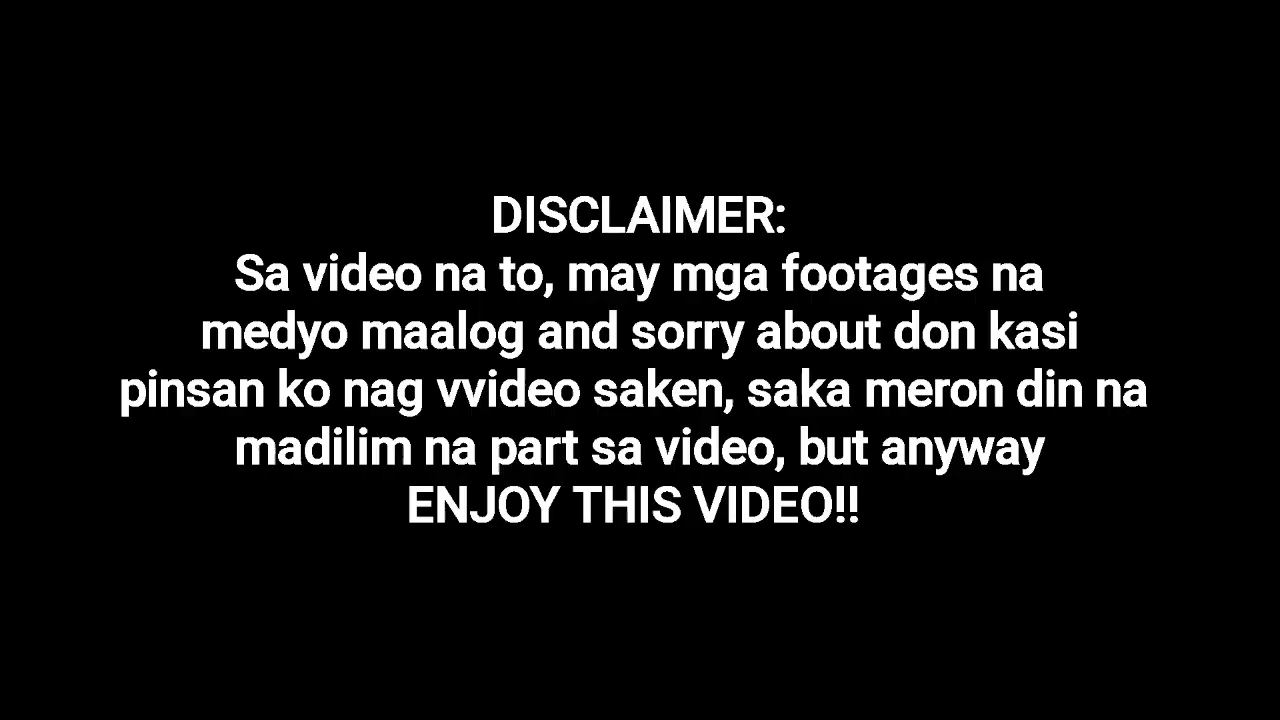 DISCLAIMER:
Sa video na to, may mga footages na
medyo maalog and sorry about don kasi
pinsan ko nag vvideo saken, saka meron din na
madilim na part sa video, but anyway
ENJOY THIS VIDEO!!